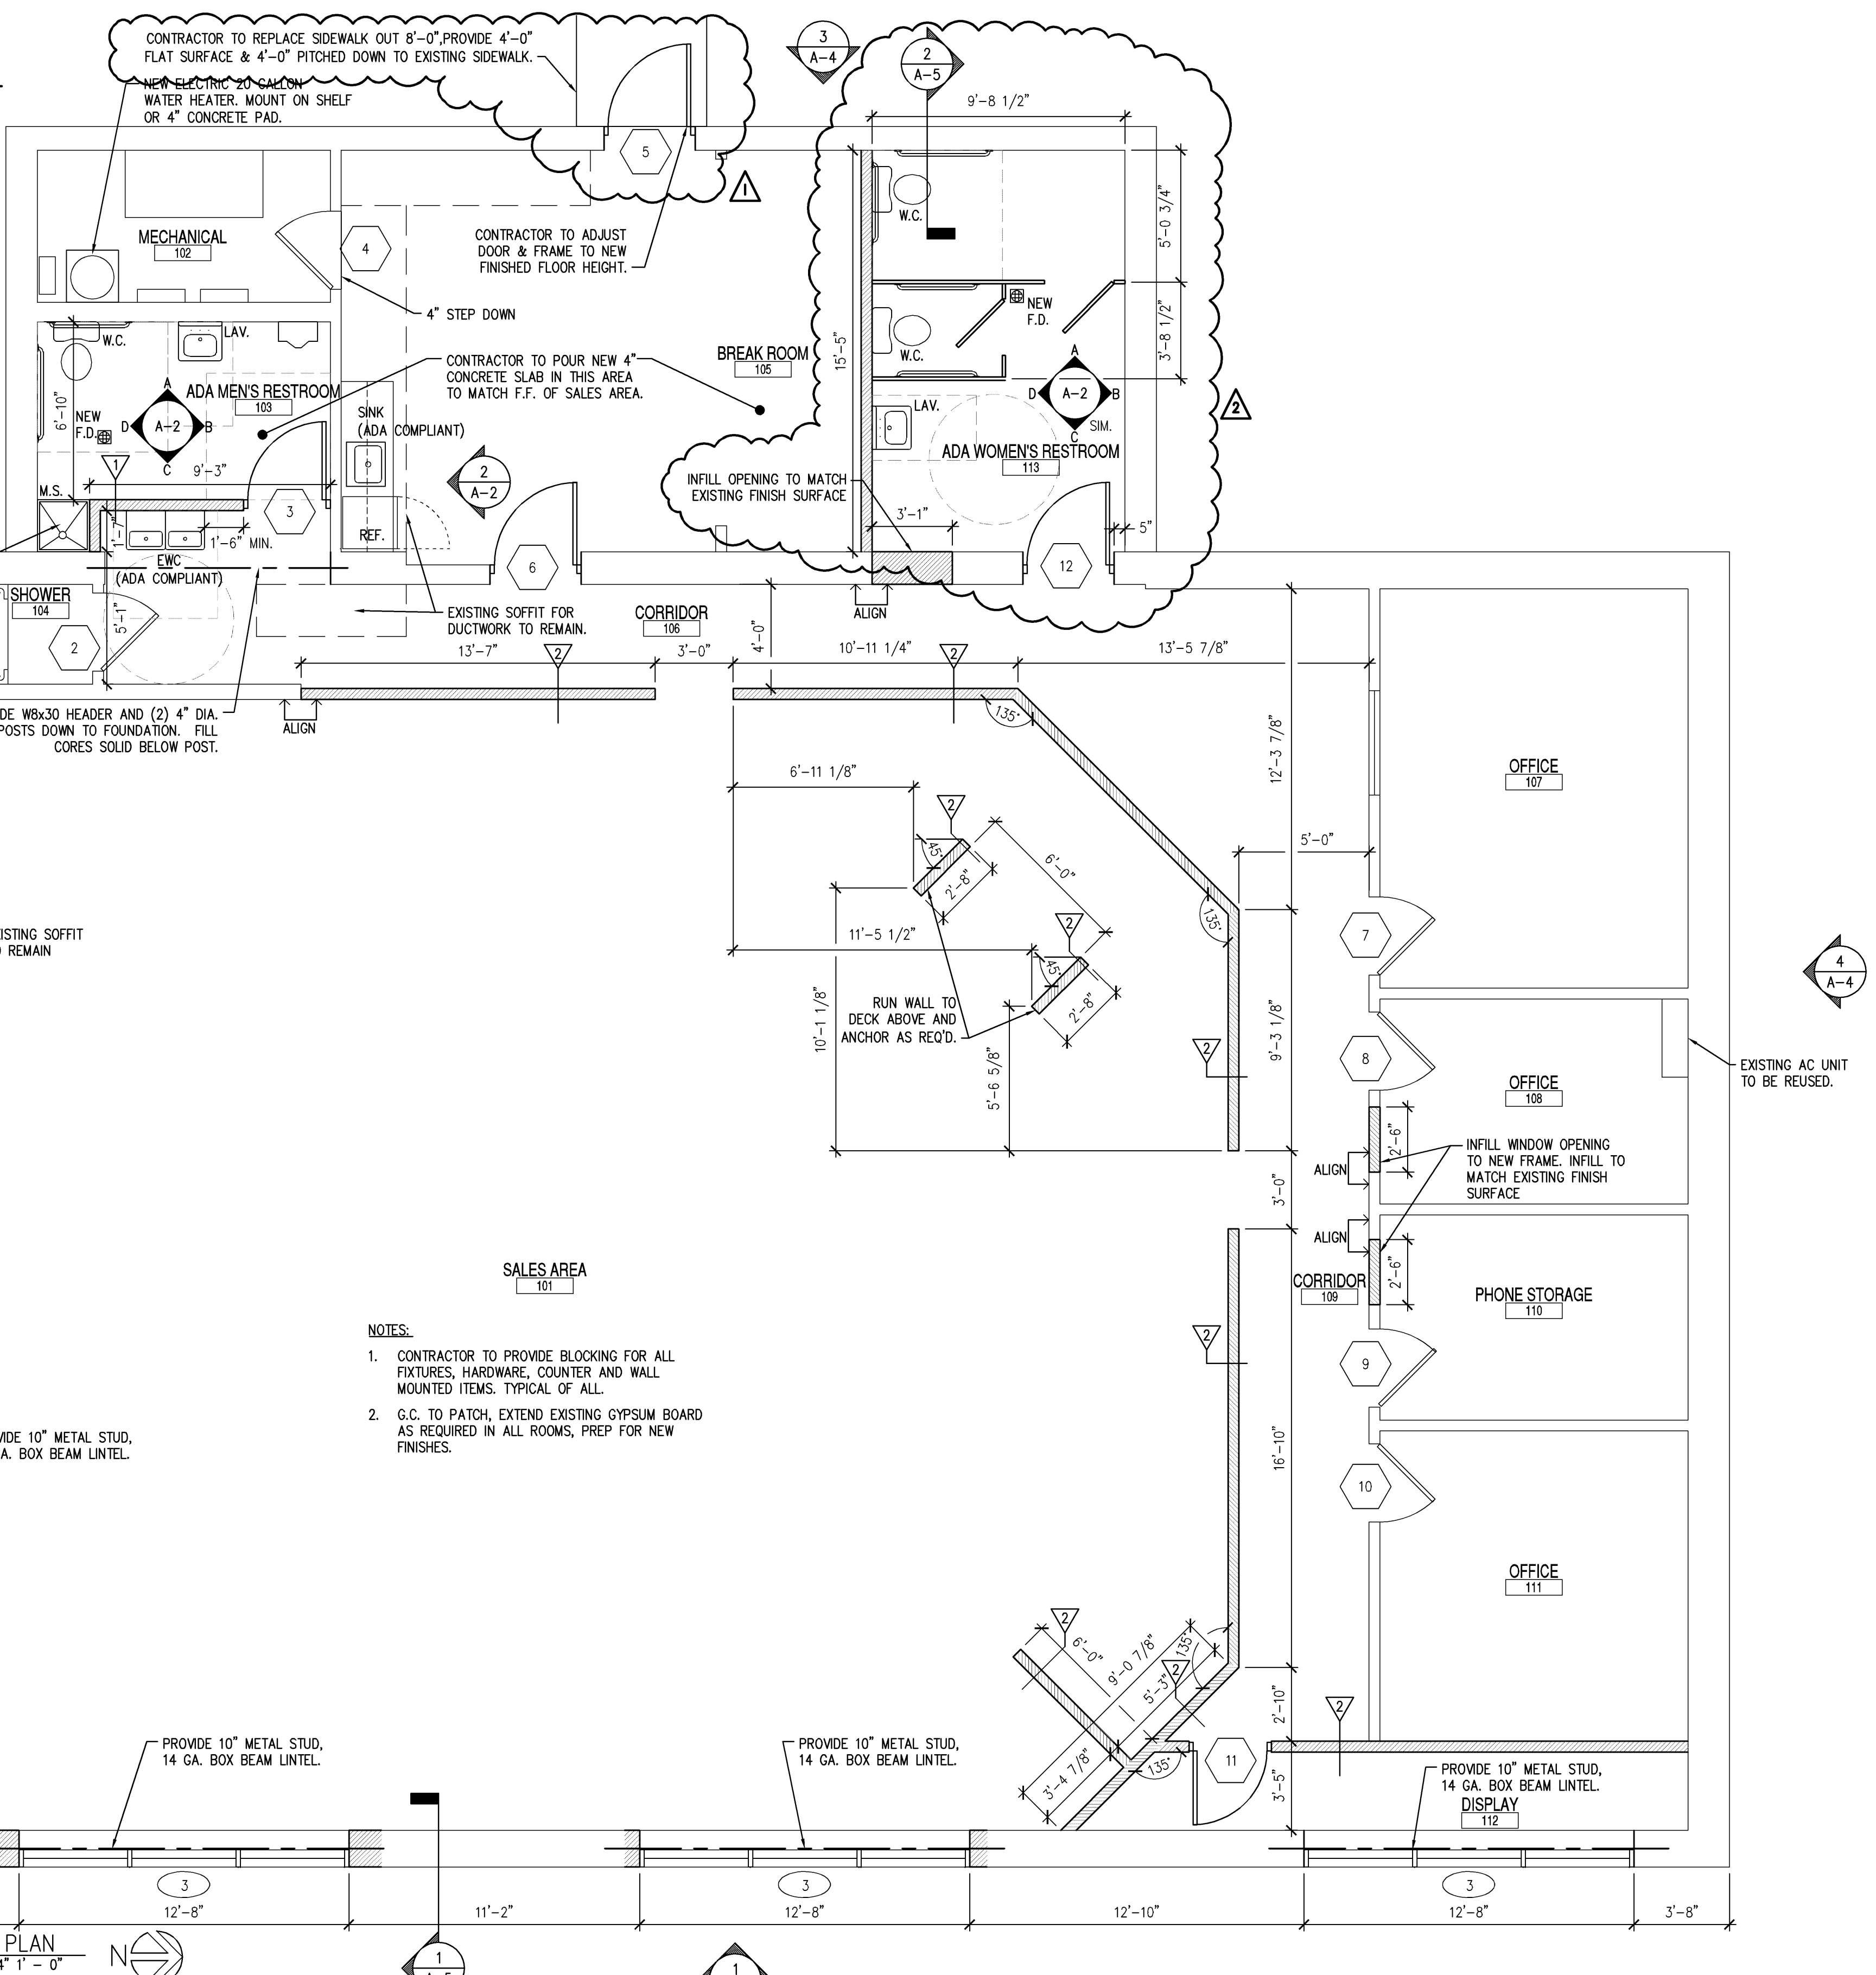 CONTRACTOR TO REPLACE SIDEWALK OUT 8'-0", PROVIDE 4'-0"
FLAT SURFACE & 4'-0" PITCHED DOWN TO EXISTING SIDEWALK.
NEW ELECTRIC 20 GALLON
WATER HEATER. MOUNT ON SHELF
OR 4" CONCRETE PAD.
3
A-4
2
A-5
9'-8 1/2"
5
1
MECHANICAL
102
4
CONTRACTOR TO ADJUST
DOOR & FRAME TO NEW
FINISHED FLOOR HEIGHT.
4" STEP DOWN
W.C.
5'-0 3/4"
NEW
F.D.
W.C.
3'-8 1/2"
15'-5"
W.C.
LAV.
ADA MEN'S RESTROOM
103
6'-10"
NEW
F.D.
A
D
A-2
B
C
9'-3"
CONTRACTOR TO POUR NEW 4"
CONCRETE SLAB IN THIS AREA
TO MATCH F.F. OF SALES AREA.
BREAK ROOM
105
SINK
(ADA COMPLIANT)
2
A-2
A
D
A-2
B
C
SIM.
LAV.
2
ADA WOMEN'S RESTROOM
113
INFILL OPENING TO MATCH
EXISTING FINISH SURFACE
3'-1"
5"
12
1
M.S.
3
1'-7"
1'-6" MIN.
EWC
(ADA COMPLIANT)
REF.
6
SHOWER
104
2
5'-1"
EXISTING SOFFIT FOR
DUCTWORK TO REMAIN.
CORRIDOR
106
ALIGN
4'-0"
13'-7"
2
3'-0"
10'-11 1/4"
2
13'-5 7/8"
DE W8x30 HEADER AND (2) 4" DIA.
POSTS DOWN TO FOUNDATION. FILL
CORES SOLID BELOW POST.
ALIGN
135°
12'-3 7/8"
OFFICE
107
6'-11 1/8"
2
45°
2'-8"
6'-0"
5'-0"
135°
2
11'-5 1/2"
45°
2'-8"
7
ISTING SOFFIT
REMAIN
4
A-4
RUN WALL TO
DECK ABOVE AND
ANCHOR AS REQ'D.
10'-1 1/8"
5'-6 5/8"
2
9'-3 1/8"
8
OFFICE
108
EXISTING AC UNIT
TO BE REUSED.
2'-6"
ALIGN
INFILL WINDOW OPENING
TO NEW FRAME. INFILL TO
MATCH EXISTING FINISH
SURFACE
3'-0"
ALIGN
2'-6"
CORRIDOR
109
PHONE STORAGE
110
SALES AREA
101
2
9
NOTES:
1. CONTRACTOR TO PROVIDE BLOCKING FOR ALL
FIXTURES, HARDWARE, COUNTER AND WALL
MOUNTED ITEMS. TYPICAL OF ALL.
2. G.C. TO PATCH, EXTEND EXISTING GYPSUM BOARD
AS REQUIRED IN ALL ROOMS, PREP FOR NEW
FINISHES.
VIDE 10" METAL STUD,
A. BOX BEAM LINTEL.
16'-10"
10
OFFICE
111
2
6'-0"
9'-0 7/8"
135°
5'-3"
2
2'-10"
2
3'-4 7/8"
135°
11
3'-5"
PROVIDE 10" METAL STUD,
14 GA. BOX BEAM LINTEL.
PROVIDE 10" METAL STUD,
14 GA. BOX BEAM LINTEL.
PROVIDE 10" METAL STUD,
14 GA. BOX BEAM LINTEL.
DISPLAY
112
3
3
3
12'-8"
11'-2"
12'-8"
12'-10"
12'-8"
3'-8"
PLAN
4" 1' - 0"
N
1
1